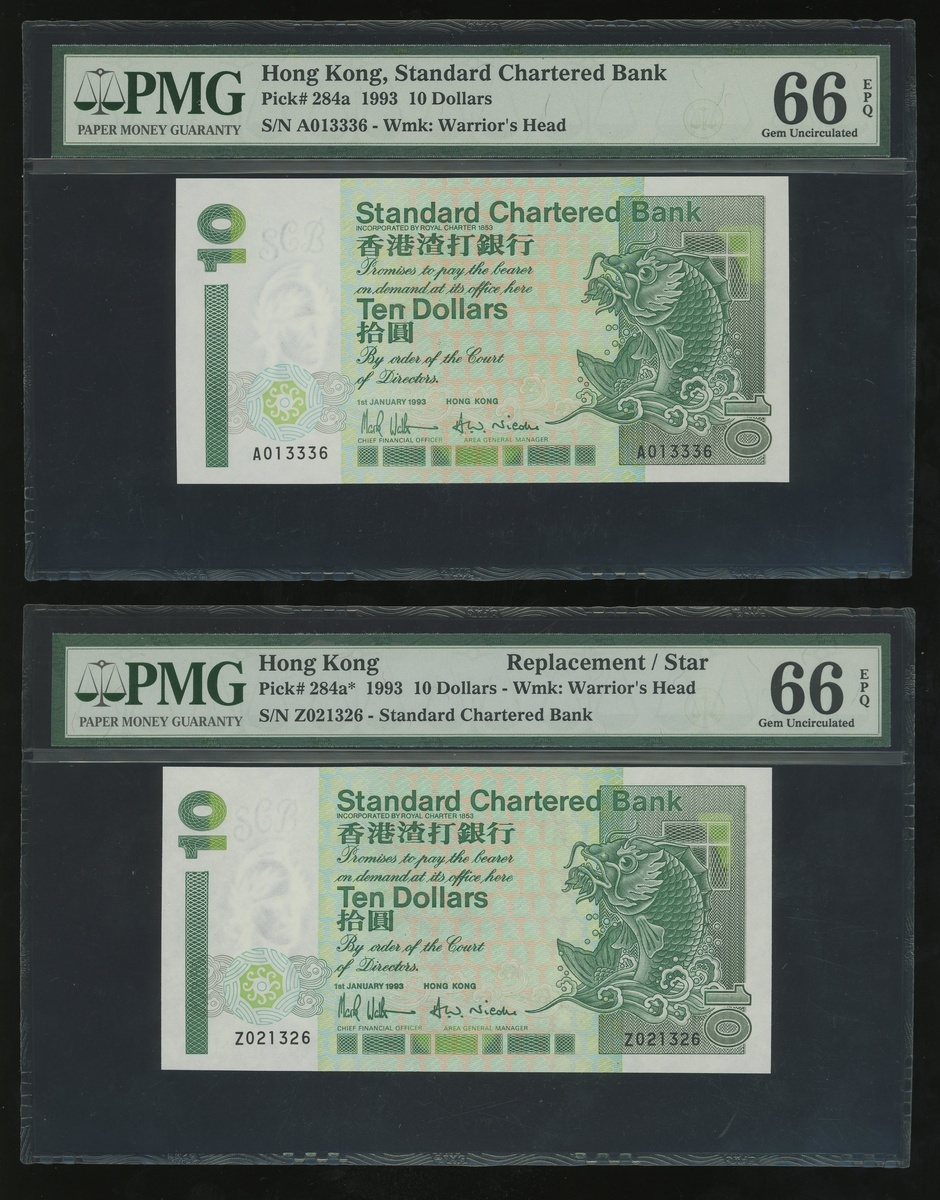 PMG
PAPER MONEY GUARANTY
Hong Kong, Standard Chartered Bank
Pick# 284a 1993 10 Dollars
S/N A013336 - Wmk: Warrior's Head
66 EPQ
Gem Uncirculated
10
SCB
Standard Chartered Bank
INCORPORATED BY ROYAL CHARTER 1853
香港渣打銀行
Promises to pay the bearer
on demand at its office here
Ten Dollars
拾圓
By order of the Court
of Directors.
1st JANUARY 1993 HONG KONG
CHIEF FINANCIAL OFFICER AREA GENERAL MANAGER
A013336
A013336
10
PMG
PAPER MONEY GUARANTY
Hong Kong Replacement / Star
Pick# 284a* 1993 10 Dollars - Wmk: Warrior's Head
S/N Z021326 - Standard Chartered Bank
66 EPQ
Gem Uncirculated
10
SCB
Standard Chartered Bank
INCORPORATED BY ROYAL CHARTER 1853
香港渣打銀行
Promises to pay the bearer
on demand at its office here
Ten Dollars
拾圓
By order of the Court
of Directors.
1st JANUARY 1993 HONG KONG
CHIEF FINANCIAL OFFICER AREA GENERAL MANAGER
Z021326
Z021326
10